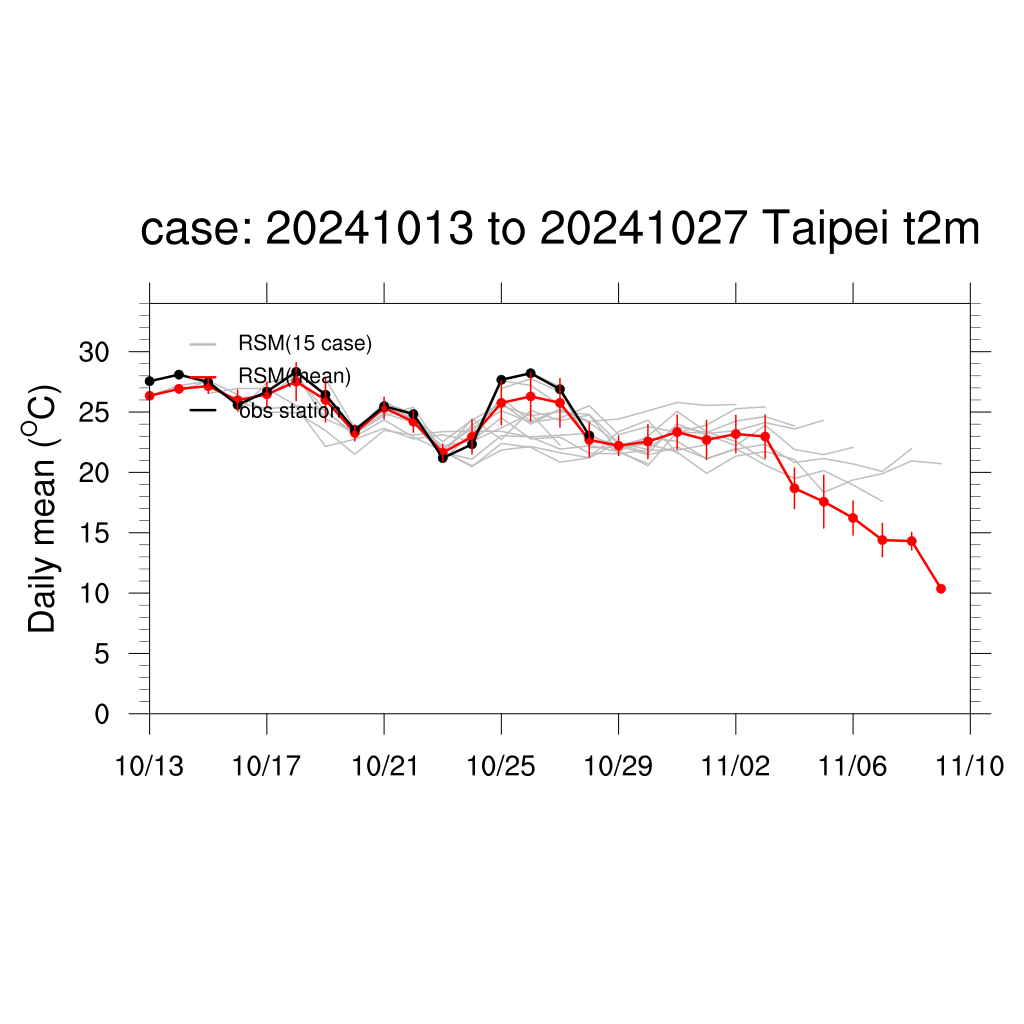 case: 20241013 to 20241027 Taipei t2m
RSM(15 case)
RSM(mean)
obs station
Daily mean (°C)
30
25
20
15
10
5
0
10/13 10/17 10/21 10/25 10/29 11/02 11/06 11/10